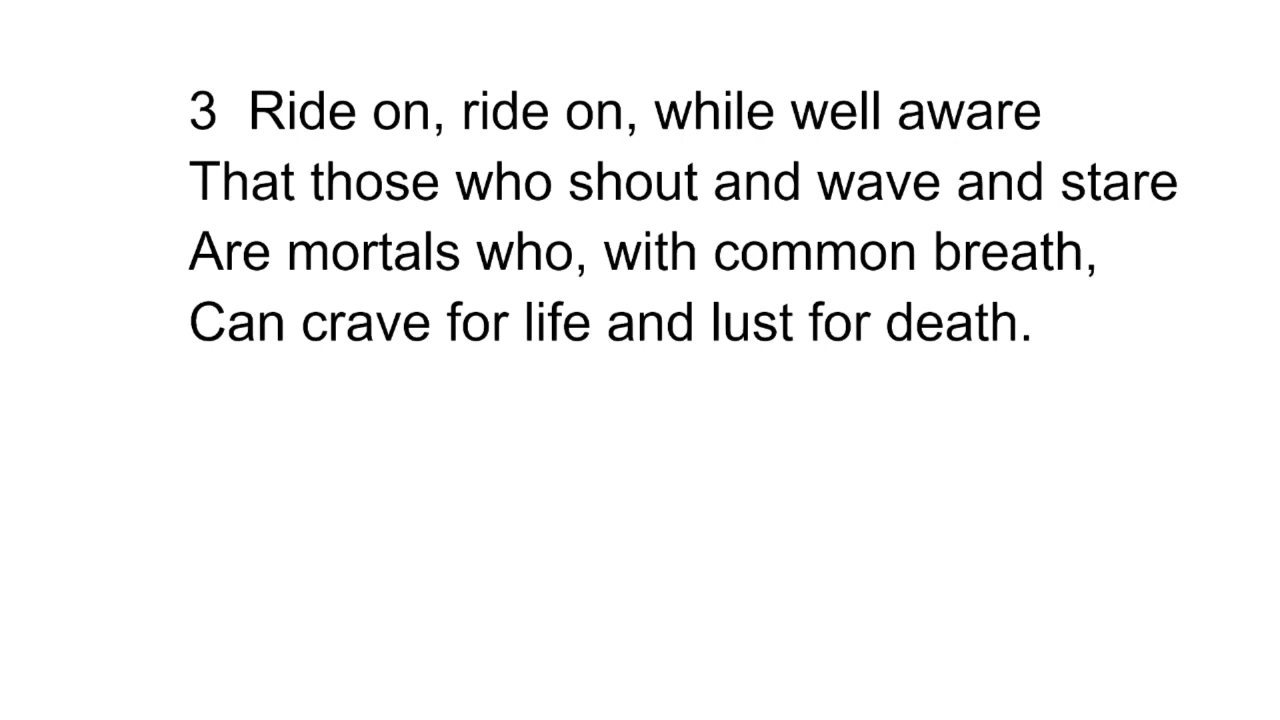 3 Ride on, ride on, while well aware
That those who shout and wave and stare
Are mortals who, with common breath,
Can crave for life and lust for death.